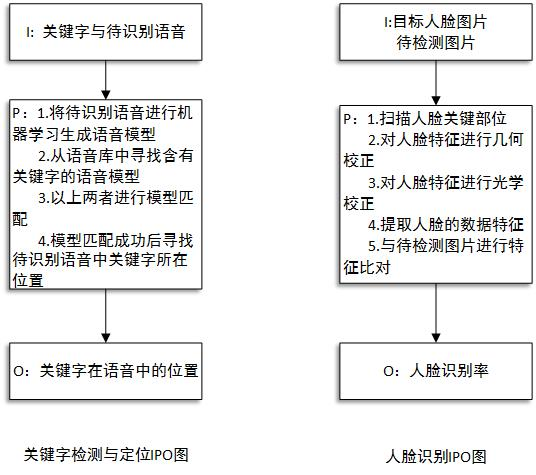 I：关键字与待识别语音
P：1.将待识别语音进行机
器学习生成语音模型
2.从语音库中寻找含有
关键字的语音模型
3.以上两者进行模型匹
配
4.模型匹配成功后寻找
待识别语音中关键字所在
位置
O：关键字在语音中的位置
关键字检测与定位IPO图
I:目标人脸图片
待检测图片
P：1.扫描人脸关键部位
2.对人脸特征进行几何
校正
3.对人脸特征进行光学
校正
4.提取人脸的数据特征
5.与待检测图片进行特
征比对
O：人脸识别率
人脸识别IPO图